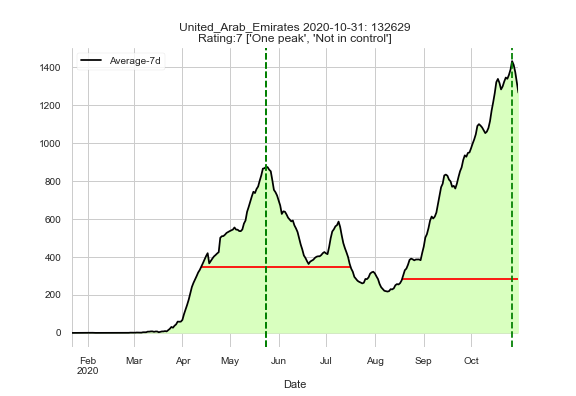 United_Arab_Emirates 2020-10-31: 132629
Rating:7 ['One peak', 'Not in control']
Average-7d
1400
1200
1000
800
600
400
200
0
Feb Mar Apr May Jun Jul Aug Sep Oct
2020
Date